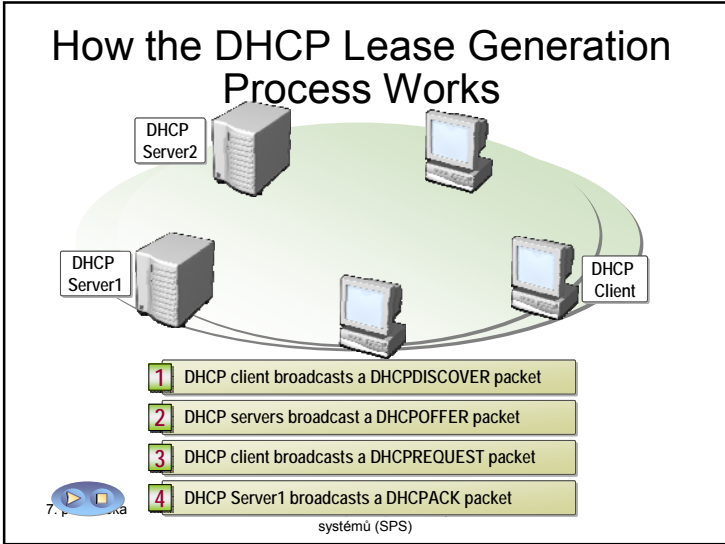 How the DHCP Lease Generation
Process Works
DHCP
Server2
DHCP
Server1
DHCP
Client
1 DHCP client broadcasts a DHCPDISCOVER packet
2 DHCP servers broadcast a DHCPOFFER packet
3 DHCP client broadcasts a DHCPREQUEST packet
4 DHCP Server1 broadcasts a DHCPACK packet
7.
systémů (SPS)